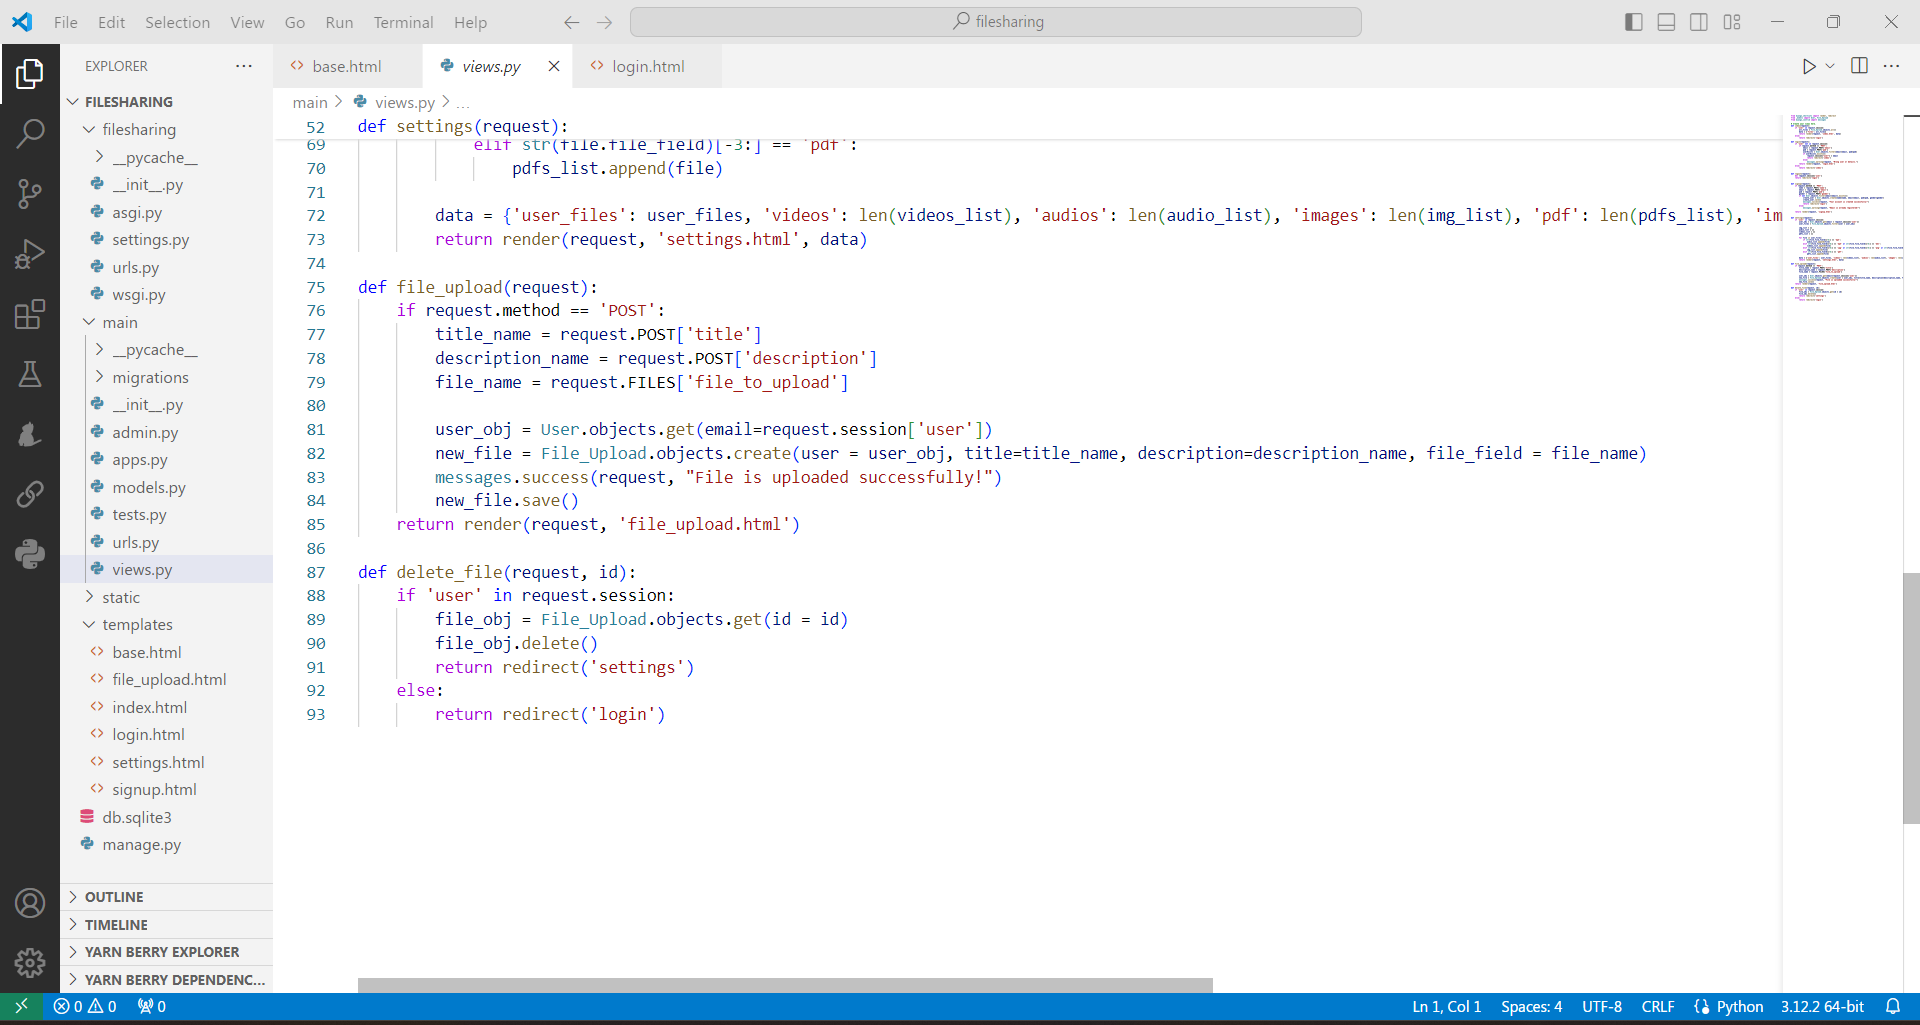 File Edit Selection View Go Run Terminal Help
filesharing
EXPLORER
FILESHARING
filesharing
__pycache__
__init__.py
asgi.py
settings.py
urls.py
wsgi.py
main
__pycache__
migrations
__init__.py
admin.py
apps.py
models.py
tests.py
urls.py
views.py
static
templates
base.html
file_upload.html
index.html
login.html
settings.html
signup.html
db.sqlite3
manage.py
OUTLINE
TIMELINE
YARN BERRY EXPLORER
YARN BERRY DEPENDENC...
base.html views.py login.html
main > views.py > ...
52 def settings(request):
69 elif str(file.file_field)[-3:] == 'pdf':
70 pdfs_list.append(file)
71
72 data = {'user_files': user_files, 'videos': len(videos_list), 'audios': len(audio_list), 'images': len(img_list), 'pdf': len(pdfs_list), 'im
73 return render(request, 'settings.html', data)
74
75 def file_upload(request):
76 if request.method == 'POST':
77 title_name = request.POST['title']
78 description_name = request.POST['description']
79 file_name = request.FILES['file_to_upload']
80
81 user_obj = User.objects.get(email=request.session['user'])
82 new_file = File_Upload.objects.create(user = user_obj, title=title_name, description=description_name, file_field = file_name)
83 messages.success(request, "File is uploaded successfully!")
84 new_file.save()
85 return render(request, 'file_upload.html')
86
87 def delete_file(request, id):
88 if 'user' in request.session:
89 file_obj = File_Upload.objects.get(id = id)
90 file_obj.delete()
91 return redirect('settings')
92 else:
93 return redirect('login')
0 0 0
Ln 1, Col 1 Spaces: 4 UTF-8 CRLF Python 3.12.2 64-bit